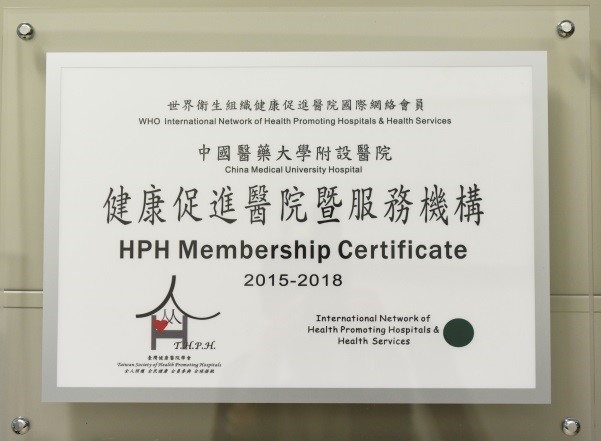 世界衛生組織健康促進醫院國際網絡會員
WHO International Network of Health Promoting Hospitals & Health Services
中國醫藥大學附設醫院
China Medical University Hospital
健康促進醫院暨服務機構
HPH Membership Certificate
2015-2018
T.H.P.H.
臺灣健康醫院學會
Taiwan Society of Health Promoting Hospitals
International Network of
Health Promoting Hospitals &
Health Services